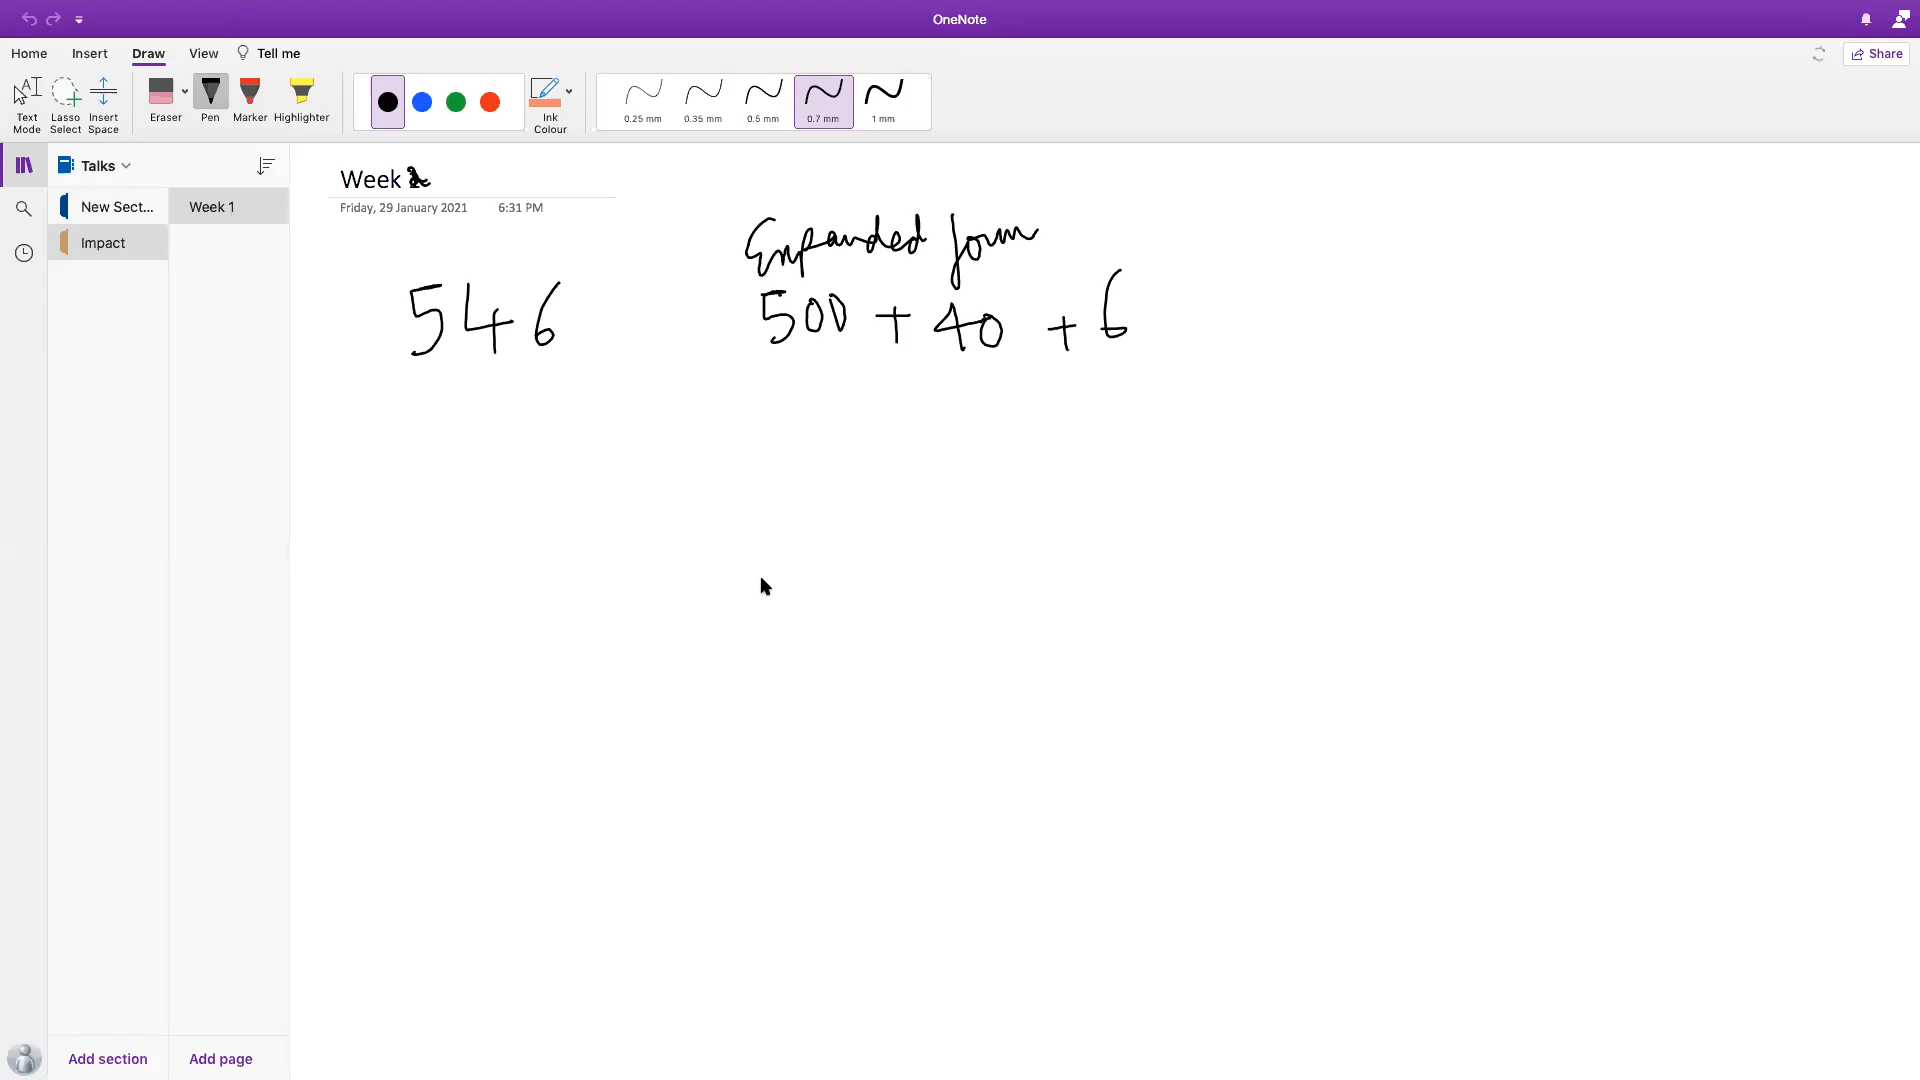 OneNote
Home Insert Draw View Tell me Share
Text Mode
Lasso Select
Insert Space
Eraser
Pen
Marker
Highlighter
Ink Colour
0.25 mm
0.35 mm
0.5 mm
0.7 mm
1 mm
Talks
New Sect...
Impact
Week 1
Week
Friday, 29 January 2021 6:31 PM
Expanded form
546 500 + 40 + 6
Add section
Add page